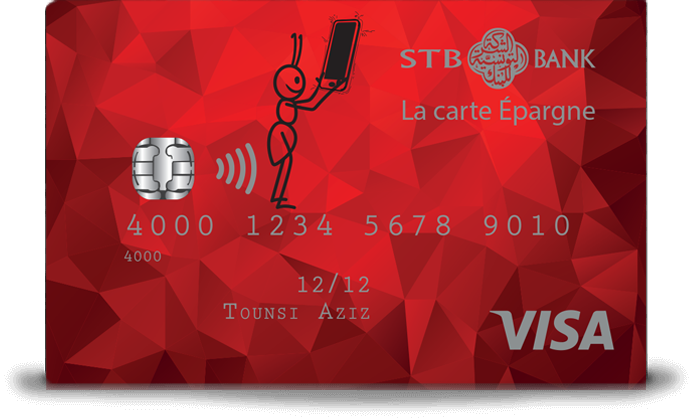 STB BANK
La carte Épargne
4000 1234 5678 9010
4000
12/12
Tounsi Aziz
VISA